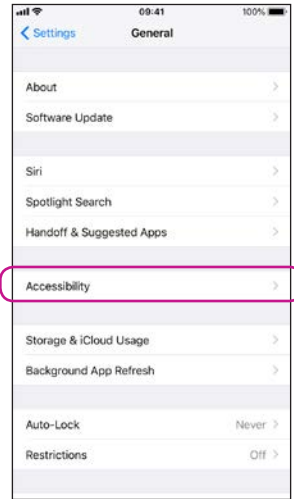 09:41 100%
Settings General
About
Software Update
Siri
Spotlight Search
Handoff & Suggested Apps
Accessibility
Storage & iCloud Usage
Background App Refresh
Auto-Lock Never
Restrictions Off